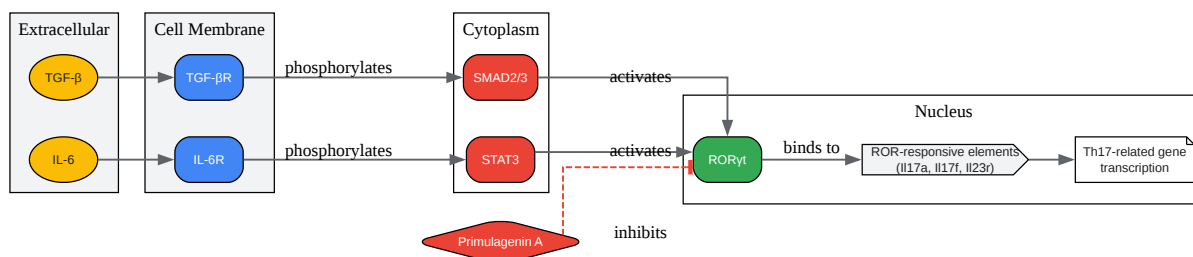 Extracellular
Cell Membrane
Cytoplasm
Nucleus
TGF-β
TGF-βR
phosphorylates
SMAD2/3
activates
IL-6
IL-6R
phosphorylates
STAT3
activates
RORγt
binds to
ROR-responsive elements
(Il17a, Il17f, Il23r)
Th17-related gene
transcription
Primulagenin A
inhibits